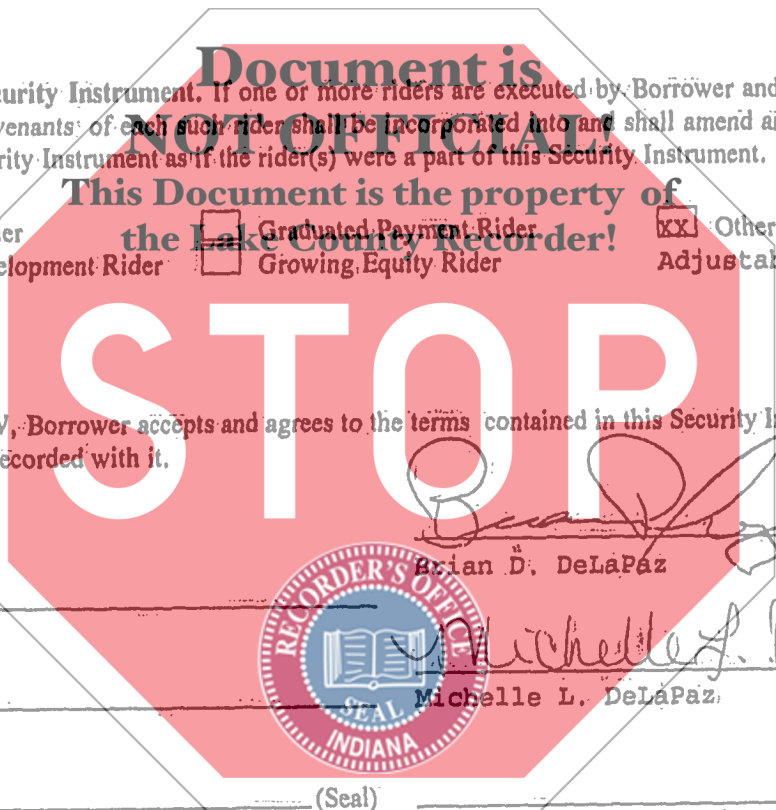 Document is
curity Instrument. If one or more riders are executed by Borrower and
venants of each such rider shall be incorporated into and shall amend a
NOT OFFICIAL!
rity Instrument as if the rider(s) were a part of this Security Instrument.
This Document is the property of
er Graduated Payment Rider xx Other
the Lake County Recorder!
elopment Rider Growing Equity Rider Adjustab
STOP
, Borrower accepts and agrees to the terms contained in this Security I
ecorded with it.
Brian D. DeLaPaz
RECORDER'S OFFICE
Michelle L.
Michelle L. DeLaPaz
SEAL
INDIANA
(Seal)